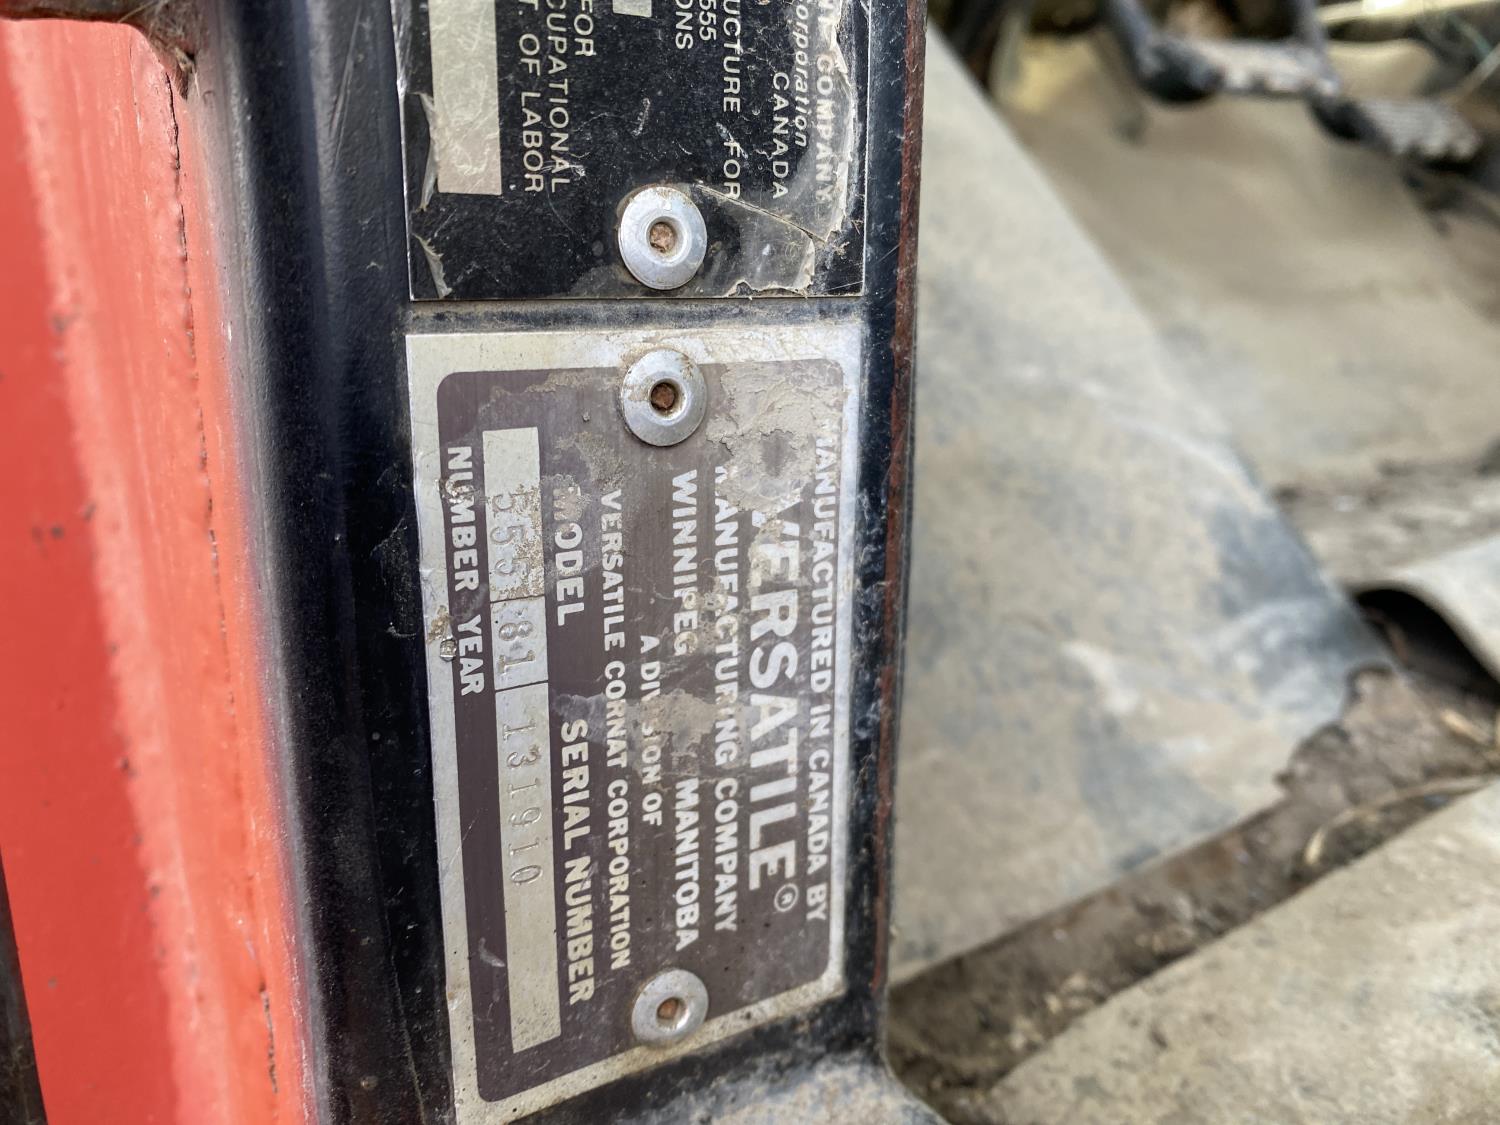 COMPANY
Corporation
CANADA
UCTURE FOR
555
ONS
FOR
CUPATIONAL
T. OF LABOR
MANUFACTURED IN CANADA BY
VERSATILE®
MANUFACTURING COMPANY
WINNIPEG MANITOBA
A DIVISION OF
VERSATILE CORNAT CORPORATION
MODEL SERIAL NUMBER
555 81 131910
NUMBER YEAR